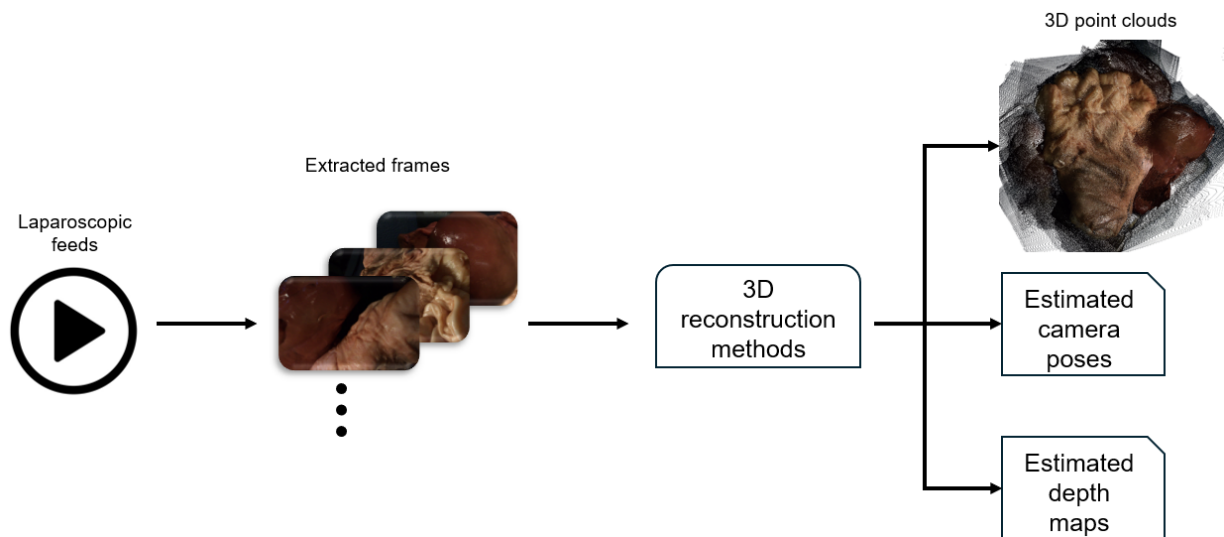 Laparoscopic
feeds
Extracted frames
3D
reconstruction
methods
3D point clouds
Estimated
camera
poses
Estimated
depth
maps